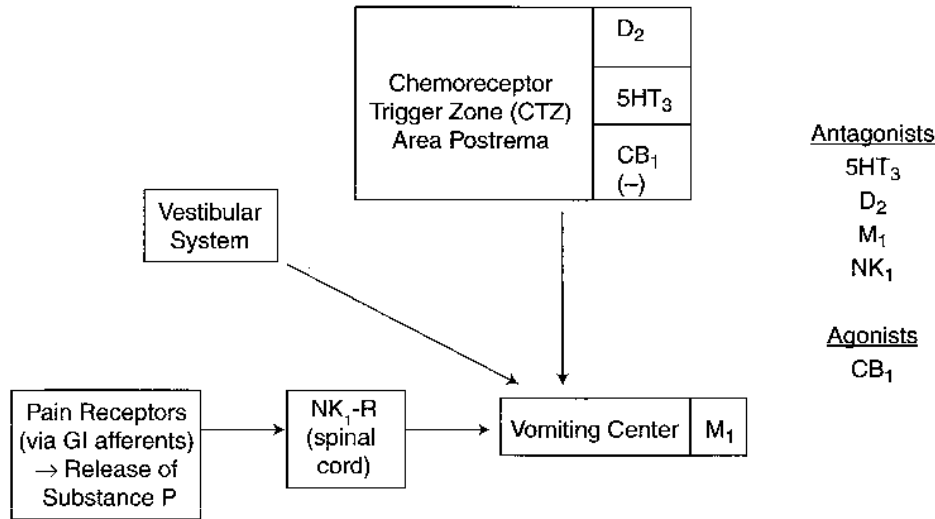 D₂
Chemoreceptor
Trigger Zone (CTZ)
Area Postrema
5HT₃
CB₁
(–)
Antagonists
5HT₃
D₂
M₁
NK₁
Vestibular
System
Agonists
CB₁
Pain Receptors
(via GI afferents)
→ Release of
Substance P
NK₁-R
(spinal
cord)
Vomiting Center
M₁